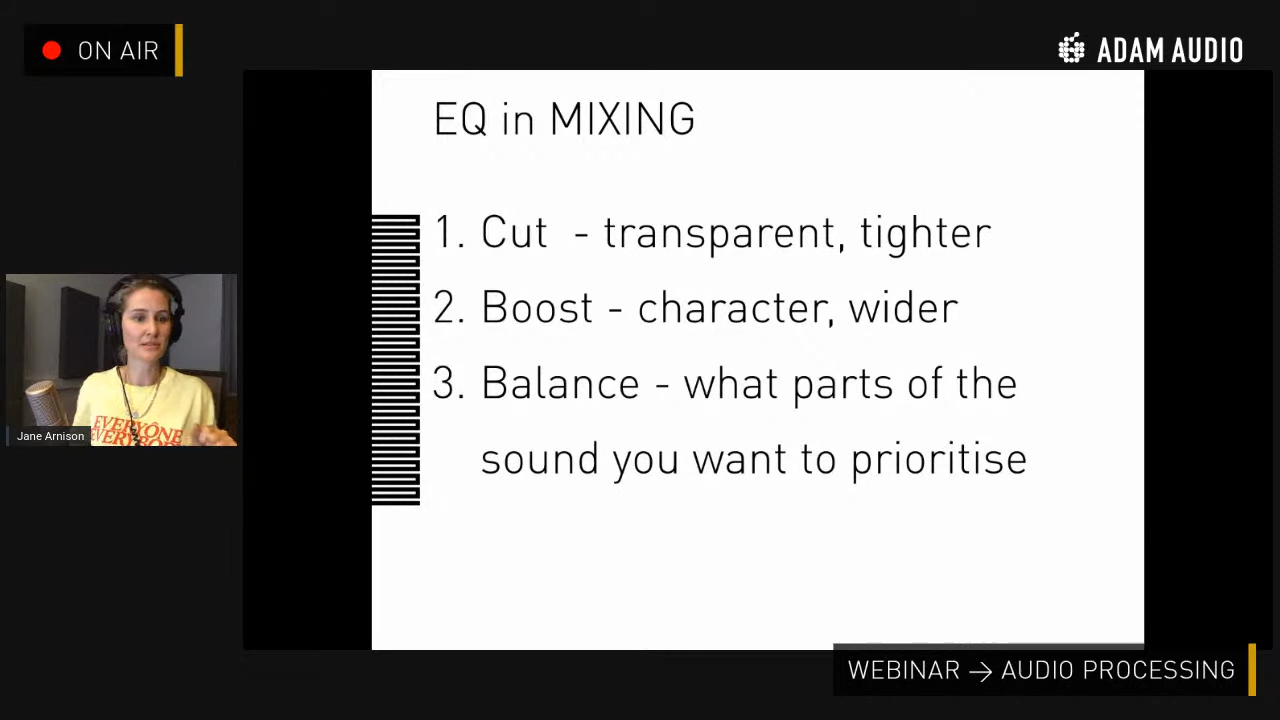 ON AIR
ADAM AUDIO
EQ in MIXING
1. Cut - transparent, tighter
2. Boost - character, wider
3. Balance - what parts of the
sound you want to prioritise
EVERYONE
Jane Arnison
WEBINAR → AUDIO PROCESSING